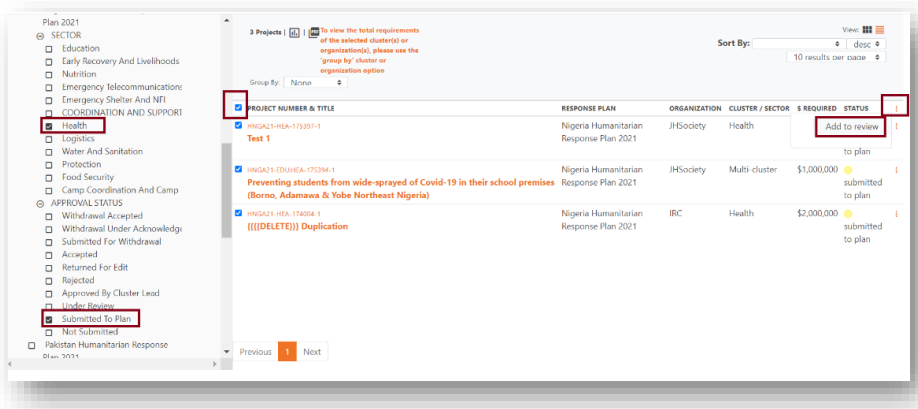 Plan 2021
SECTOR
Education
Early Recovery And Livelihoods
Nutrition
Emergency Telecommunications
Emergency Shelter And NFI
COORDINATION AND SUPPORT
Health
Logistics
Water And Sanitation
Protection
Food Security
Camp Coordination And Camp
APPROVAL STATUS
Withdrawal Accepted
Withdrawal Under Acknowledge
Submitted For Withdrawal
Accepted
Returned For Edit
Rejected
Approved By Cluster Lead
Under Review
Submitted To Plan
Not Submitted
Pakistan Humanitarian Response
Plan 2021
3 Projects | | To view the total requirements
of the selected cluster(s) or
organization(s), please use the
'group by' cluster or
organization option
Group By: None
View:
Sort By: desc
10 results per page
PROJECT NUMBER & TITLE RESPONSE PLAN ORGANIZATION CLUSTER / SECTOR $ REQUIRED STATUS
HNGA21-HEA-175397-1 Nigeria Humanitarian JHSociety Health Add to review
Test 1 Response Plan 2021
to plan
HNGA21-EDU:HEA-175394-1 Nigeria Humanitarian JHSociety Multi-cluster $1,000,000
Preventing students from wide-sprayed of Covid-19 in their school premises Response Plan 2021 submitted
(Borno, Adamawa & Yobe Northeast Nigeria) to plan
HNGA21-HEA-174004-1 Nigeria Humanitarian IRC Health $2,000,000
((((DELETE))) Duplication Response Plan 2021 submitted
to plan
Previous 1 Next